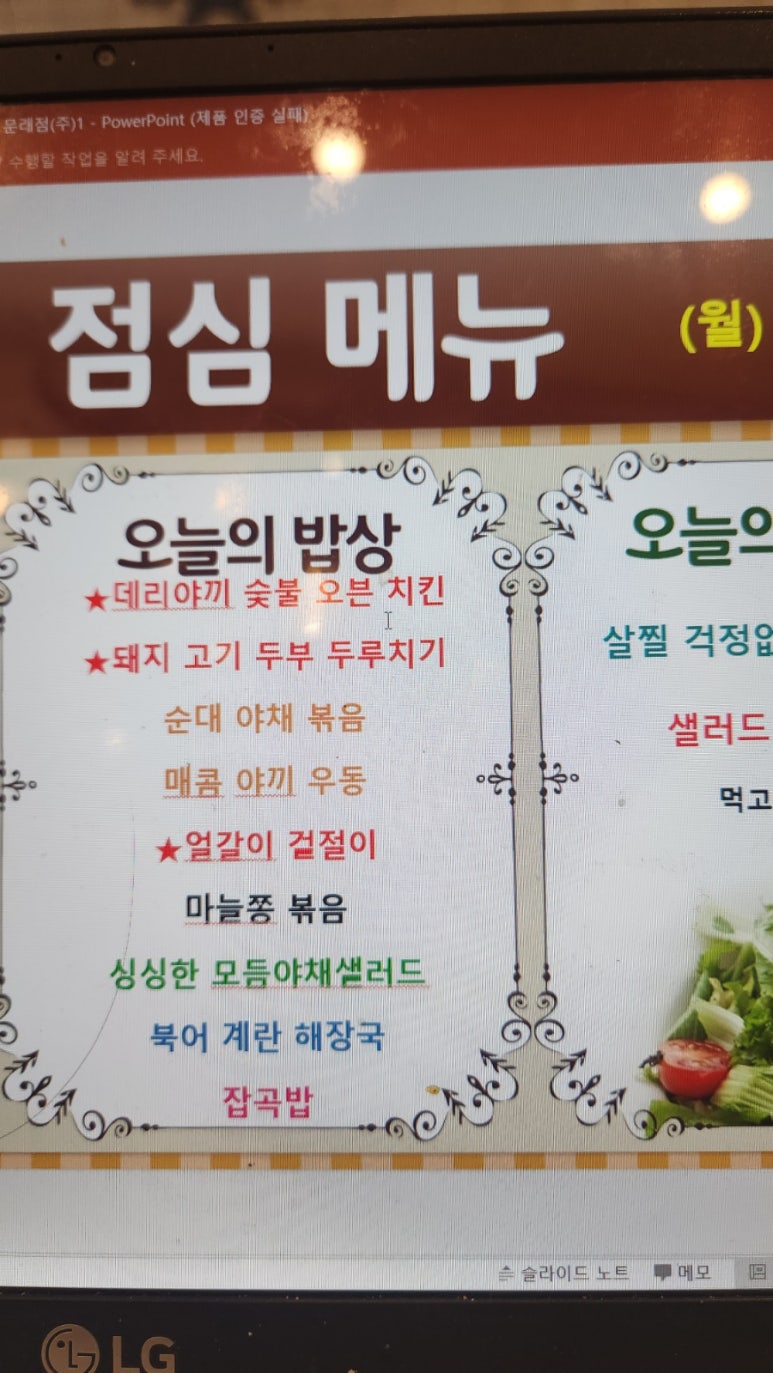 문래점(주)1 - PowerPoint (제품 인증 실패)
수행할 작업을 알려 주세요.
점심 메뉴 (월)
오늘의 밥상
★데리야끼 숯불 오븐 치킨
★돼지 고기 두부 두루치기
순대 야채 볶음
매콤 야끼 우동
★얼갈이 겉절이
마늘쫑 볶음
싱싱한 모듬야채샐러드
북어 계란 해장국
잡곡밥
오늘의
살찔 걱정없
샐러드
먹고
슬라이드 노트 메모
LG